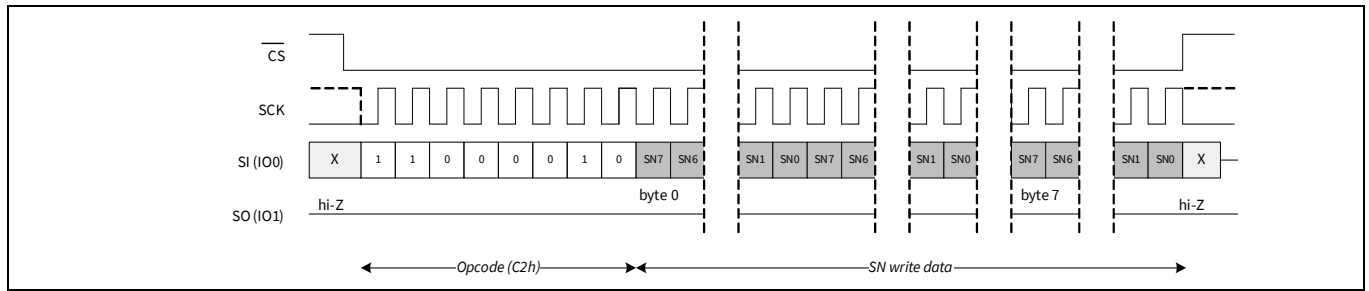 CS
SCK
SI (IO0) X 1 1 0 0 0 0 1 0 SN7 SN6 SN1 SN0 SN7 SN6 SN1 SN0 SN7 SN6 SN1 SN0 X
byte 0 byte 7
hi-Z hi-Z
SO (IO1)
Opcode (C2h) SN write data